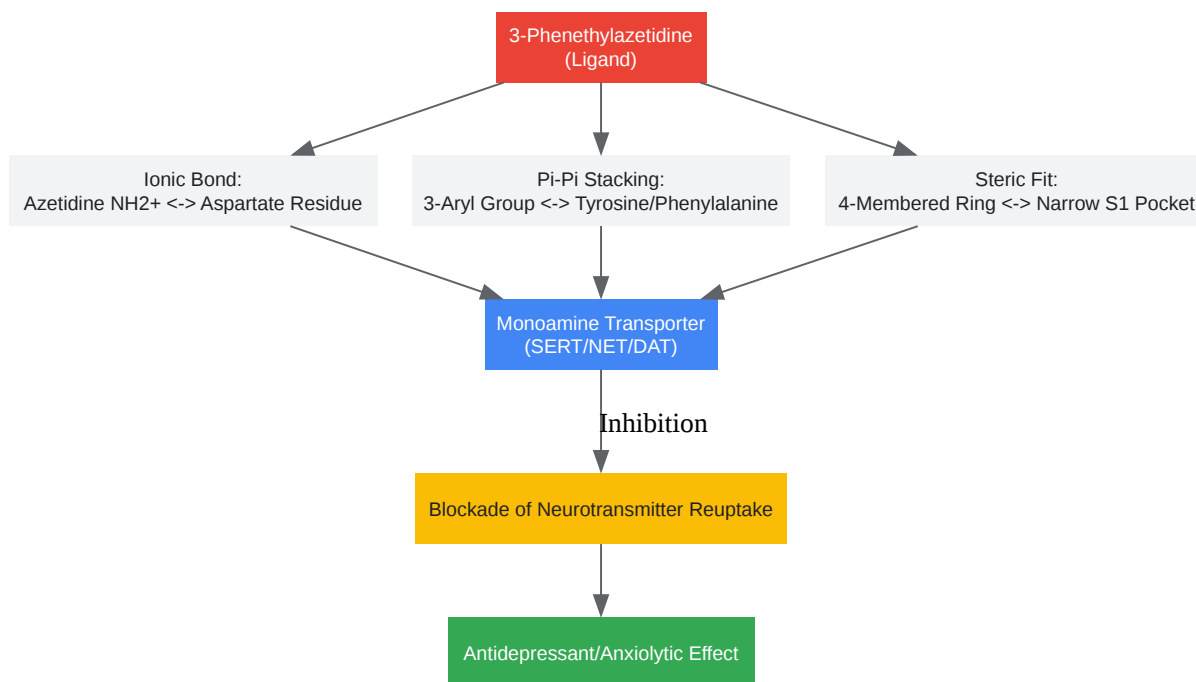 3-Phenethylazetidine
(Ligand)
Ionic Bond:
Azetidine NH2+ <-> Aspartate Residue
Pi-Pi Stacking:
3-Aryl Group <-> Tyrosine/Phenylalanine
Steric Fit:
4-Membered Ring <-> Narrow S1 Pocket
Monoamine Transporter
(SERT/NET/DAT)
Inhibition
Blockade of Neurotransmitter Reuptake
Antidepressant/Anxiolytic Effect